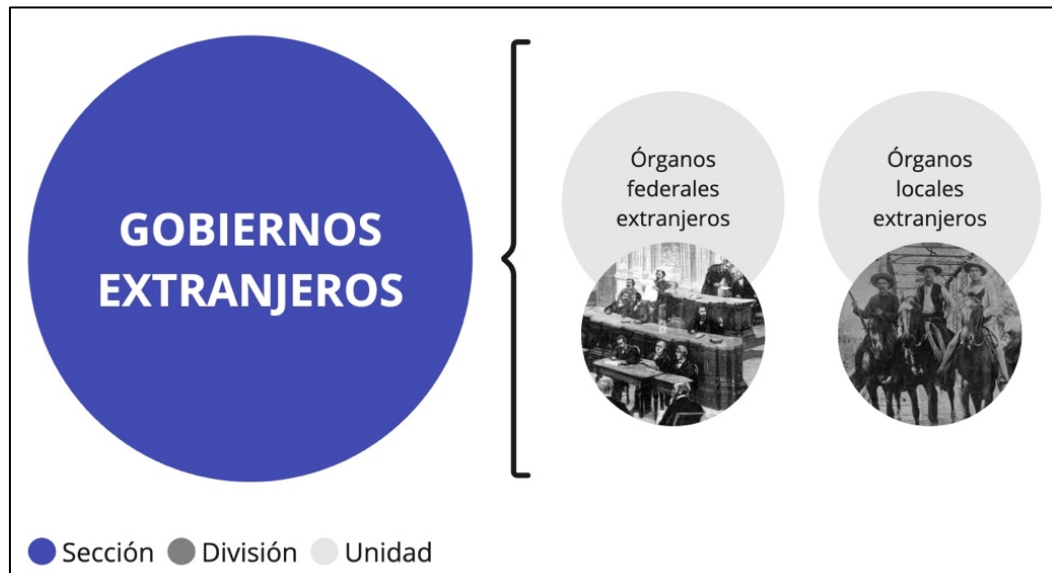 GOBIERNOS
EXTRANJEROS
Órganos
federales
extranjeros
Órganos
locales
extranjeros
Sección División Unidad